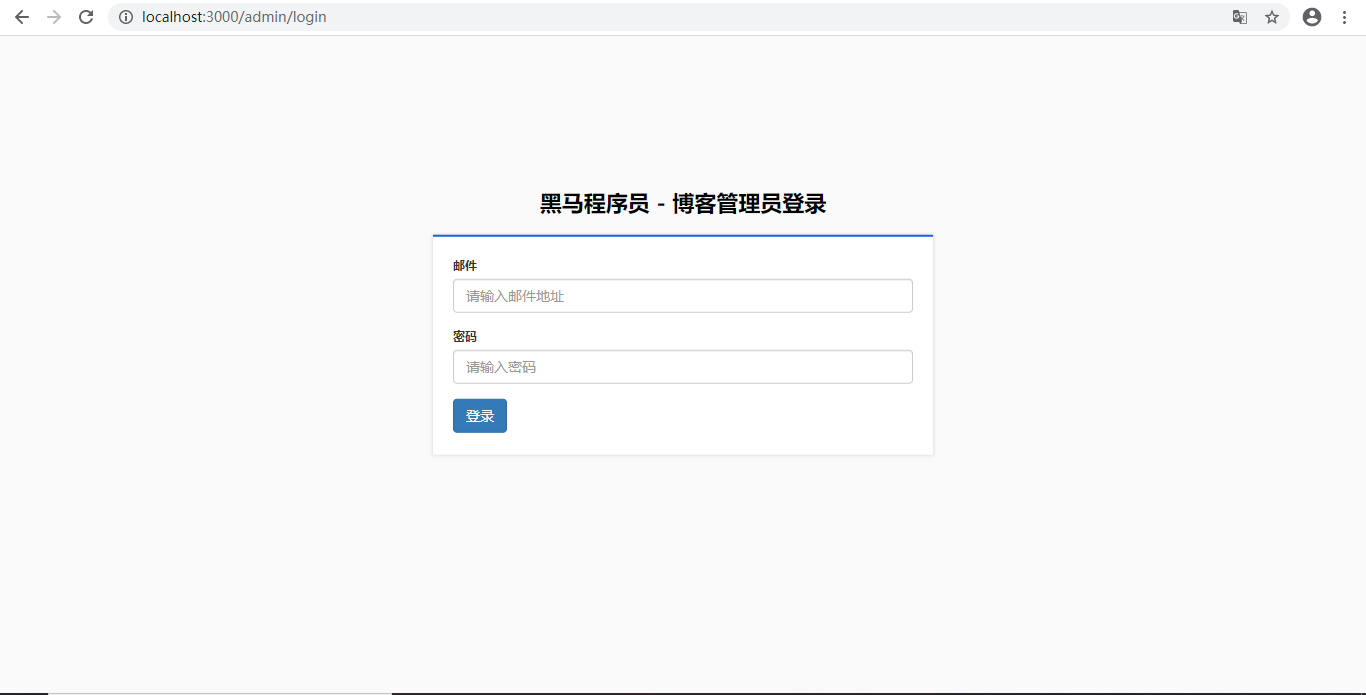 localhost:3000/admin/login
黑马程序员 - 博客管理员登录
邮件
请输入邮件地址
密码
请输入密码
登录